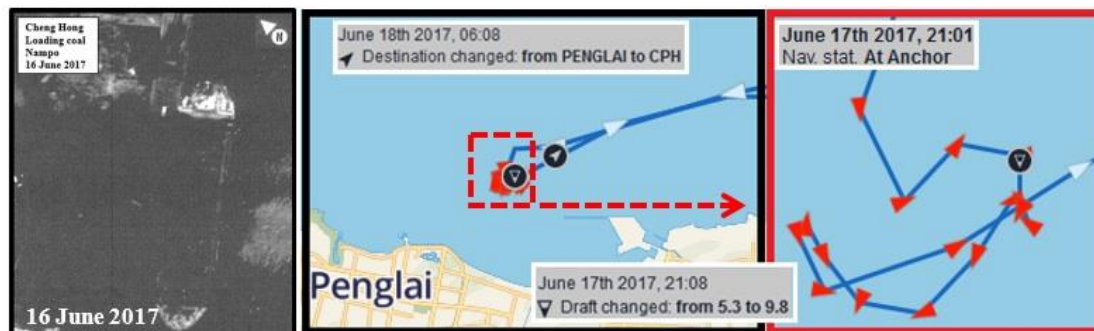 Cheng Hong
Loading coal
Nampo
16 June 2017
N
16 June 2017
June 18th 2017, 06:08
Destination changed: from PENGLAI to CPH
Penglai
June 17th 2017, 21:08
Draft changed: from 5.3 to 9.8
June 17th 2017, 21:01
Nav. stat. At Anchor